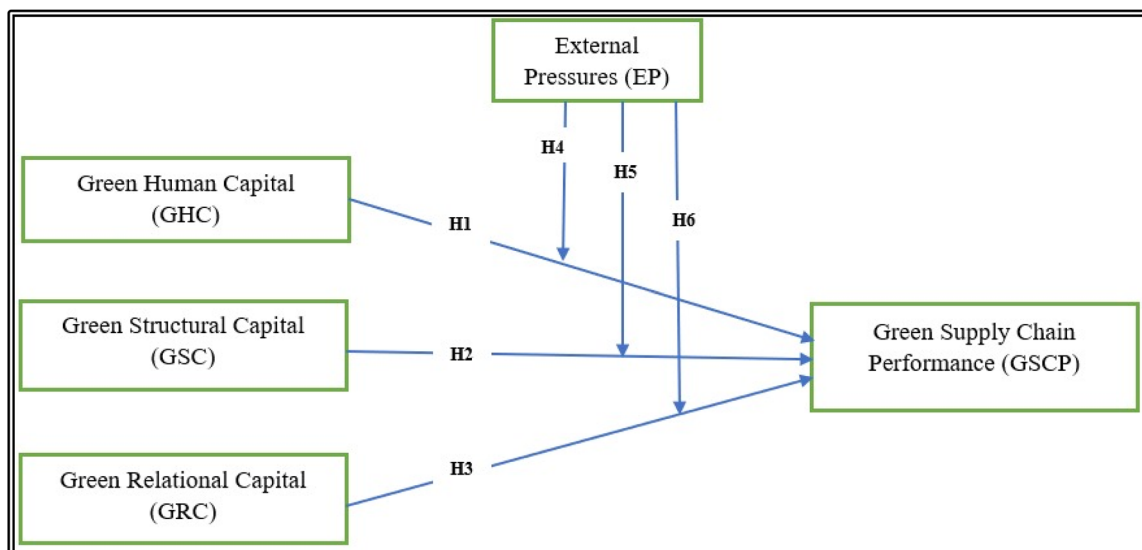 External
Pressures (EP)
H4
H5
Green Human Capital
(GHC)
H1
H6
Green Structural Capital
(GSC)
H2
Green Supply Chain
Performance (GSCP)
Green Relational Capital
(GRC)
H3